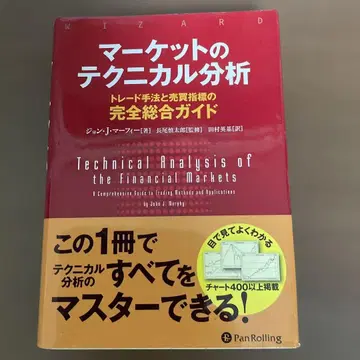 WIZARD
マーケットの
テクニカル分析
トレード手法と売買指標の
完全総合ガイド
ジョン・J・マーフィー[著] 長尾慎太郎[監修] 田村英基[訳]
Technical Analysis of
the Financial Markets
A Comprehensive Guide to Trading Methods and Applications
by John J. Murphy
この1冊で
テクニカル
分析の
すべてを
マスターできる!
目で見てよくわかる
チャート400以上掲載
PanRolling